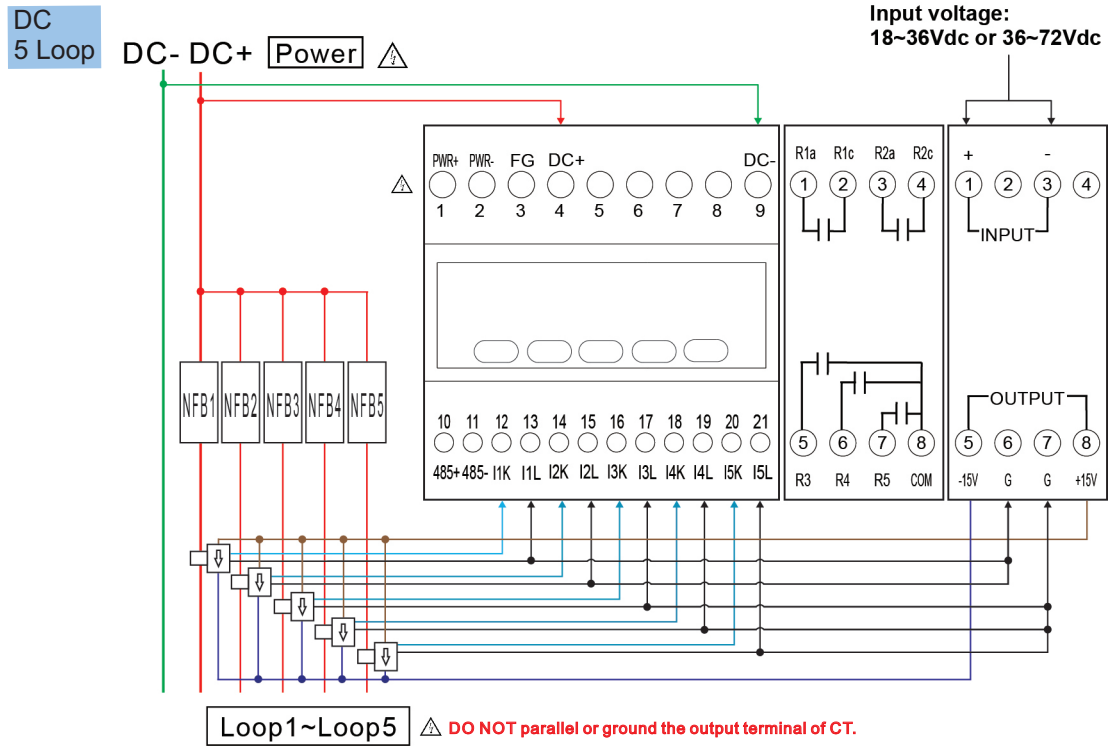 DC
5 Loop
DC- DC+ Power
Input voltage:
18~36Vdc or 36~72Vdc
PWR+ PWR- FG DC+ DC-
1 2 3 4 5 6 7 8 9
R1a R1c R2a R2c
1 2 3 4
+ -
1 2 3 4
INPUT
NFB1 NFB2 NFB3 NFB4 NFB5
10 11 12 13 14 15 16 17 18 19 20 21
485+ 485- I1K I1L I2K I2L I3K I3L I4K I4L I5K I5L
5 6 7 8
R3 R4 R5 COM
OUTPUT
5 6 7 8
-15V G G +15V
Loop1~Loop5
DO NOT parallel or ground the output terminal of CT.